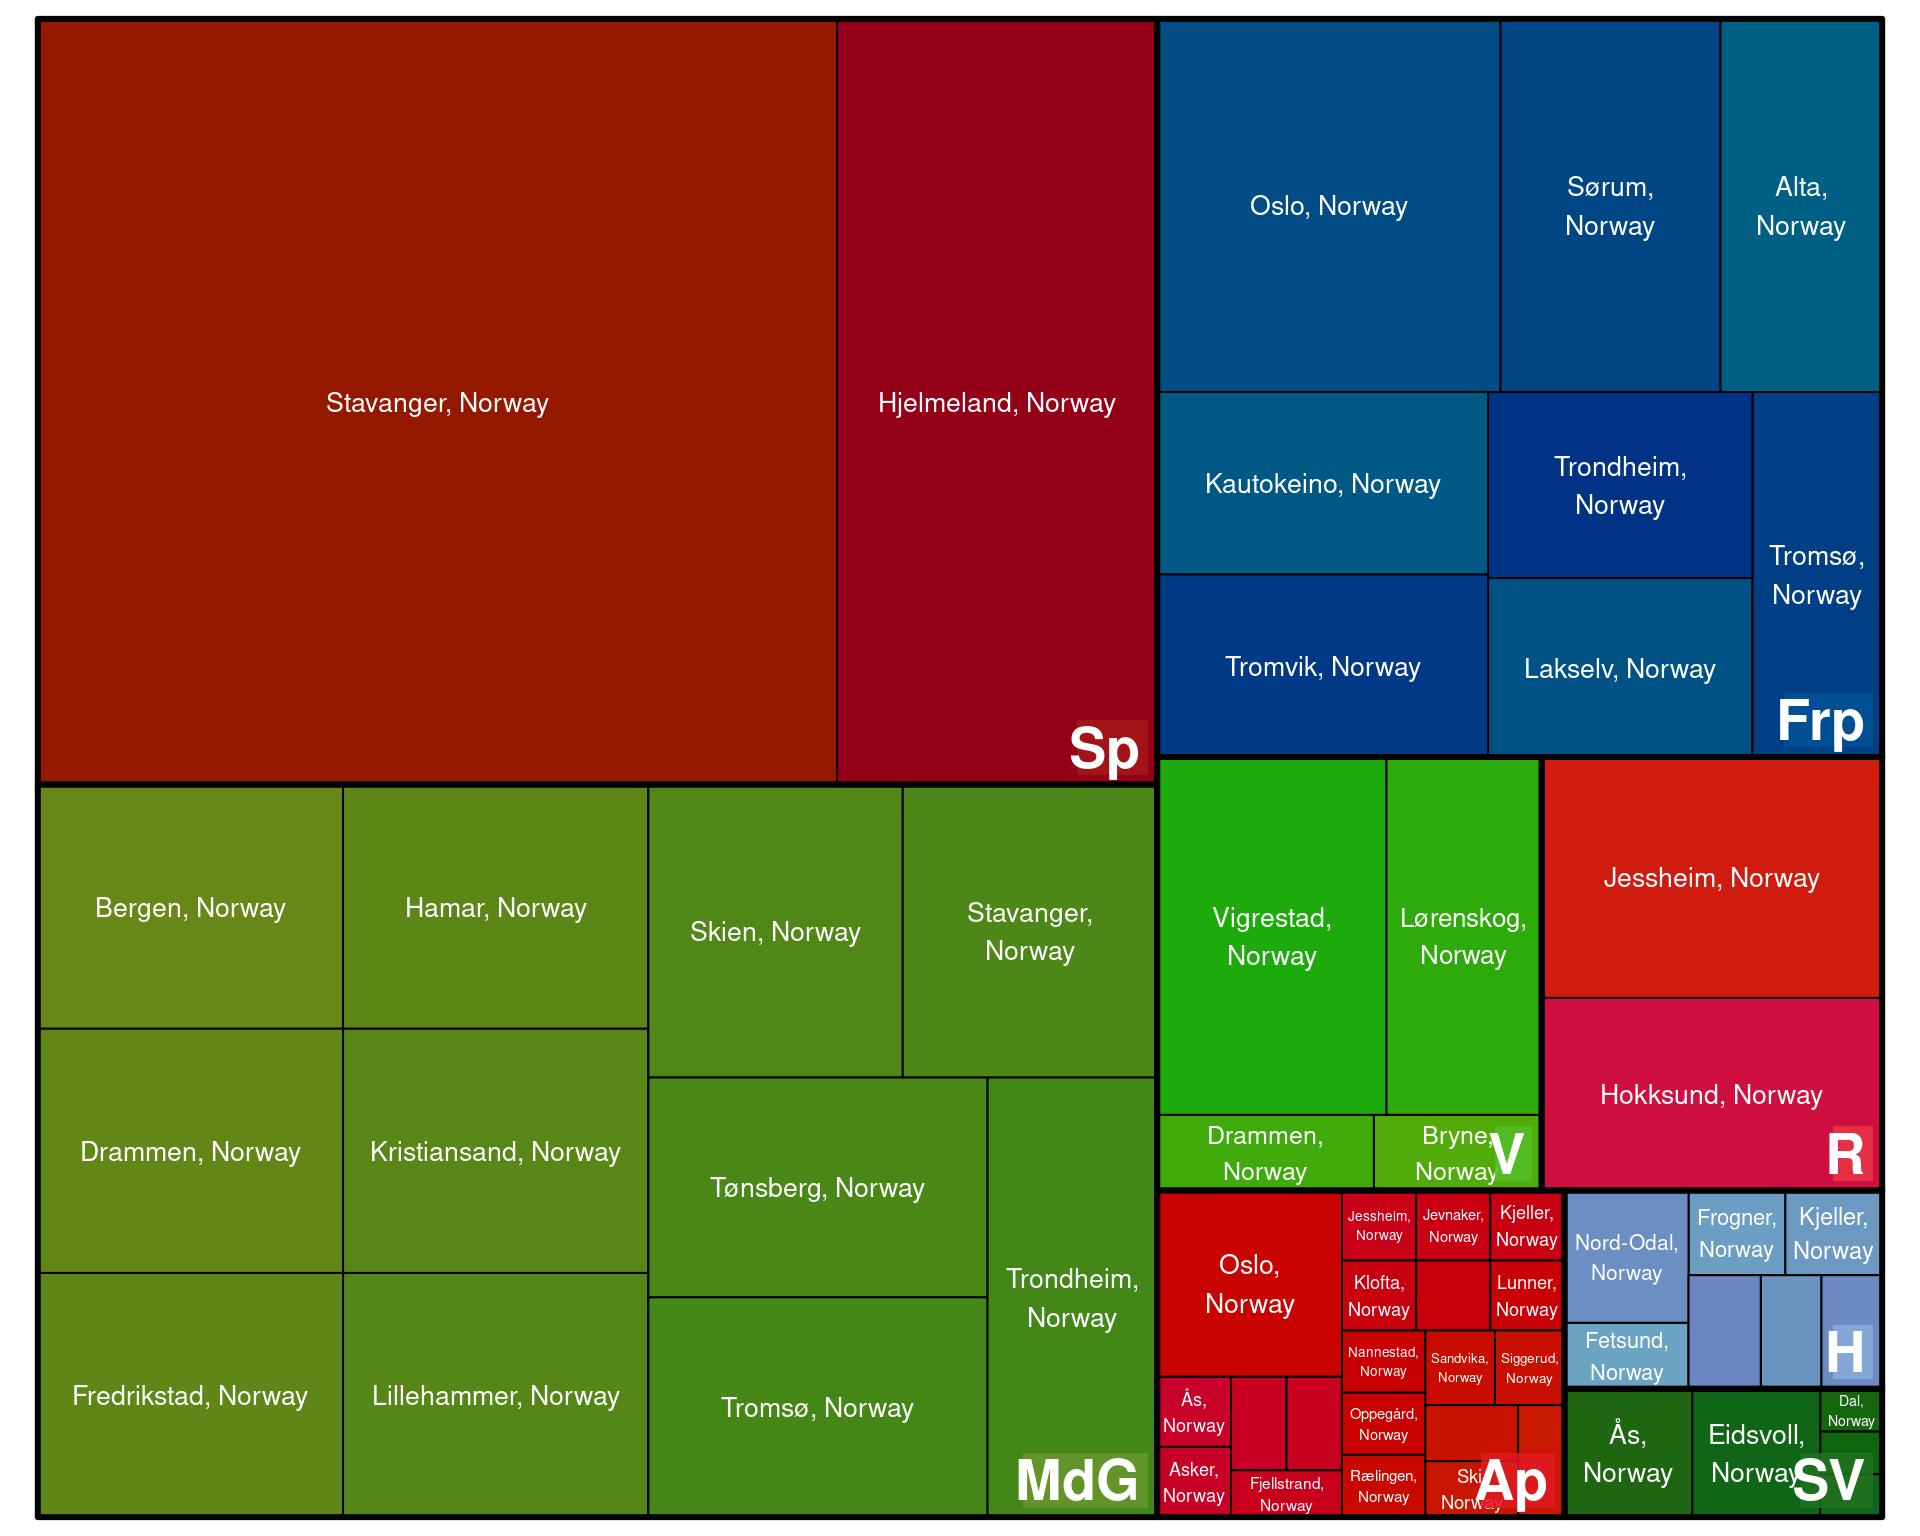 Stavanger, Norway
Hjelmeland, Norway
Sp
Oslo, Norway
Sørum,
Norway
Alta,
Norway
Kautokeino, Norway
Trondheim,
Norway
Tromsø,
Norway
Tromvik, Norway
Lakselv, Norway
Frp
Bergen, Norway
Hamar, Norway
Skien, Norway
Stavanger,
Norway
Drammen, Norway
Kristiansand, Norway
Tønsberg, Norway
Trondheim,
Norway
Fredrikstad, Norway
Lillehammer, Norway
Tromsø, Norway
MdG
Vigrestad,
Norway
Lørenskog,
Norway
Drammen,
Norway
Bryne,
Norway
V
Jessheim, Norway
Hokksund, Norway
R
Oslo,
Norway
Jessheim,
Norway
Jevnaker,
Norway
Kjeller,
Norway
Klofta,
Norway
Lunner,
Norway
Nannestad,
Norway
Sandvika,
Norway
Siggerud,
Norway
Ås,
Norway
Oppegård,
Norway
Asker,
Norway
Fjellstrand,
Norway
Rælingen,
Norway
Ski,
Norway
Ap
Nord-Odal,
Norway
Frogner,
Norway
Kjeller,
Norway
Fetsund,
Norway
H
Ås,
Norway
Eidsvoll,
Norway
Dal,
Norway
SV